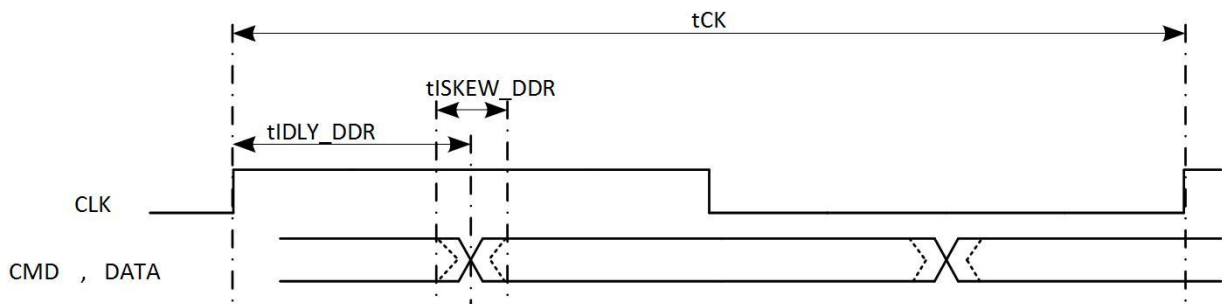 tCK
tISKEW_DDR
tIDLY_DDR
CLK
CMD , DATA